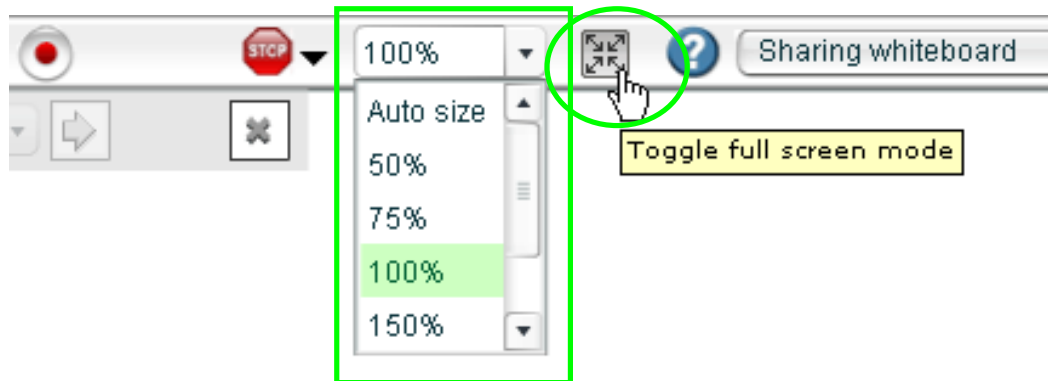 STOP
100%
?
Sharing whiteboard
Auto size
50%
75%
100%
150%
Toggle full screen mode